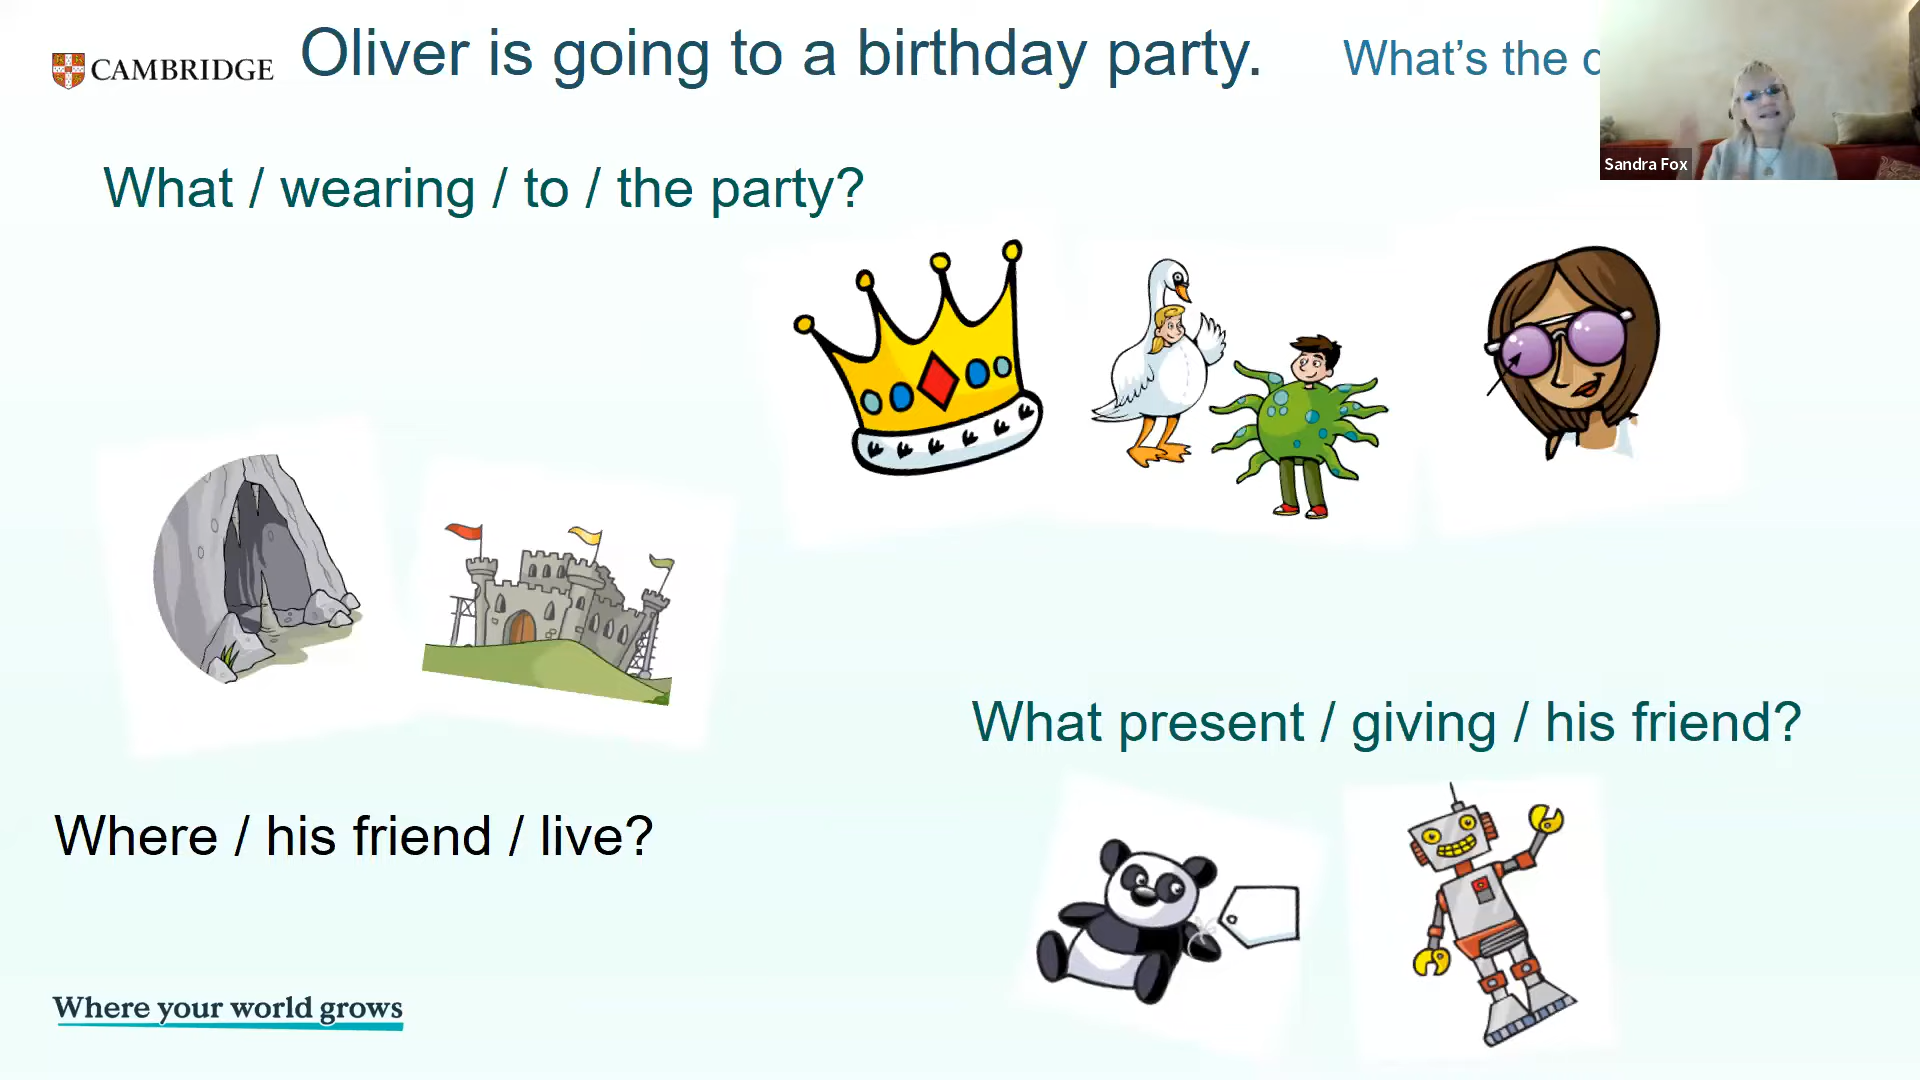 CAMBRIDGE
Oliver is going to a birthday party.
What's the
Sandra Fox
What / wearing / to / the party?
What present / giving / his friend?
Where / his friend / live?
Where your world grows